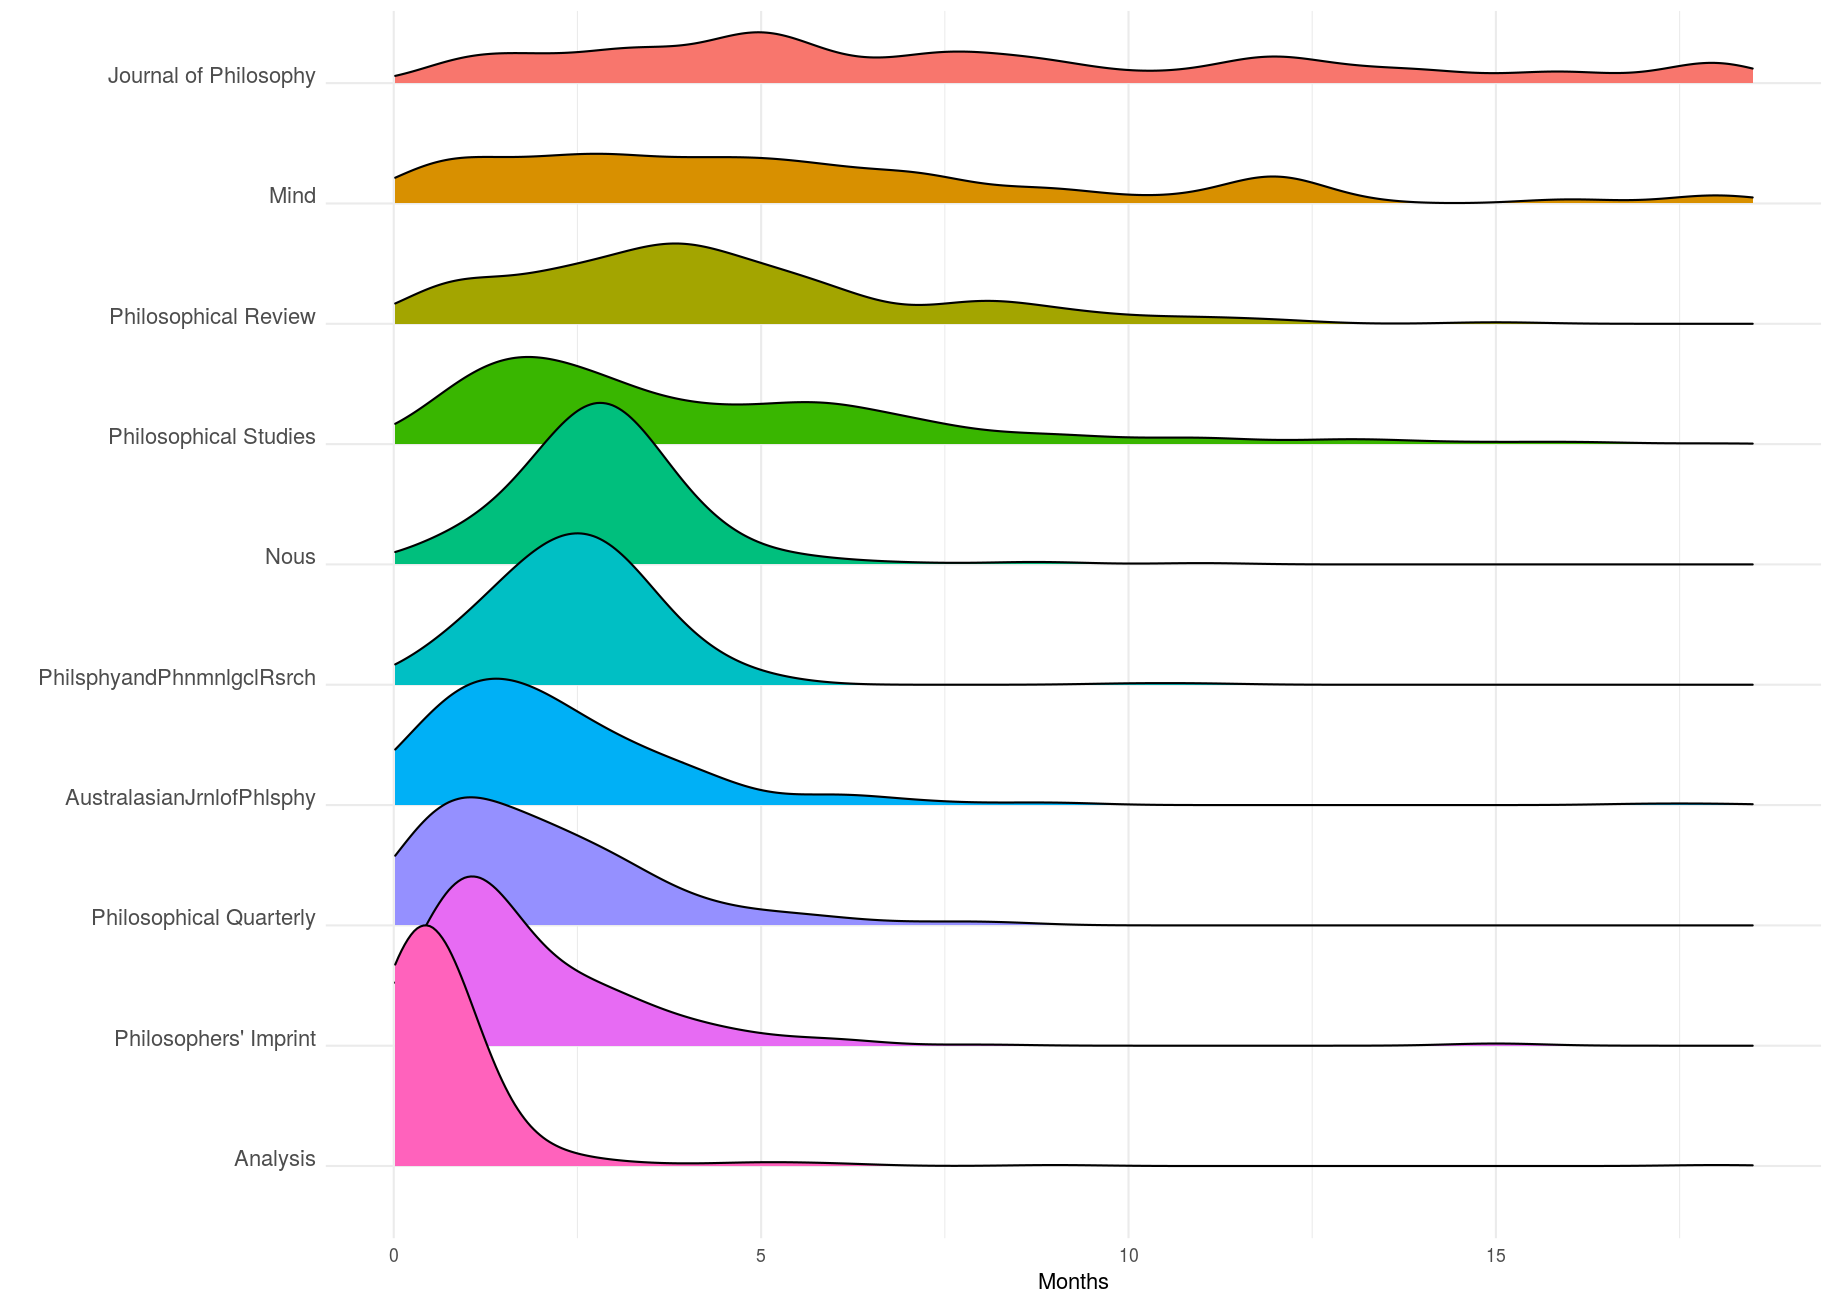 Journal of Philosophy
Mind
Philosophical Review
Philosophical Studies
Nous
PhilsphyandPhnmnlgclRsrch
AustralasianJrnlofPhlsphy
Philosophical Quarterly
Philosophers' Imprint
Analysis
0 5 10 15
Months